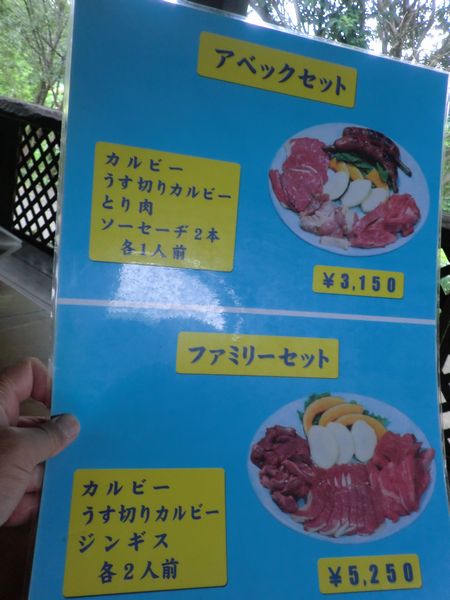 アベックセット
カルビー
うす切りカルビー
とり肉
ソーセーヂ2本
各1人前
¥3,150
ファミリーセット
カルビー
うす切りカルビー
ジンギス
各2人前
¥5,250